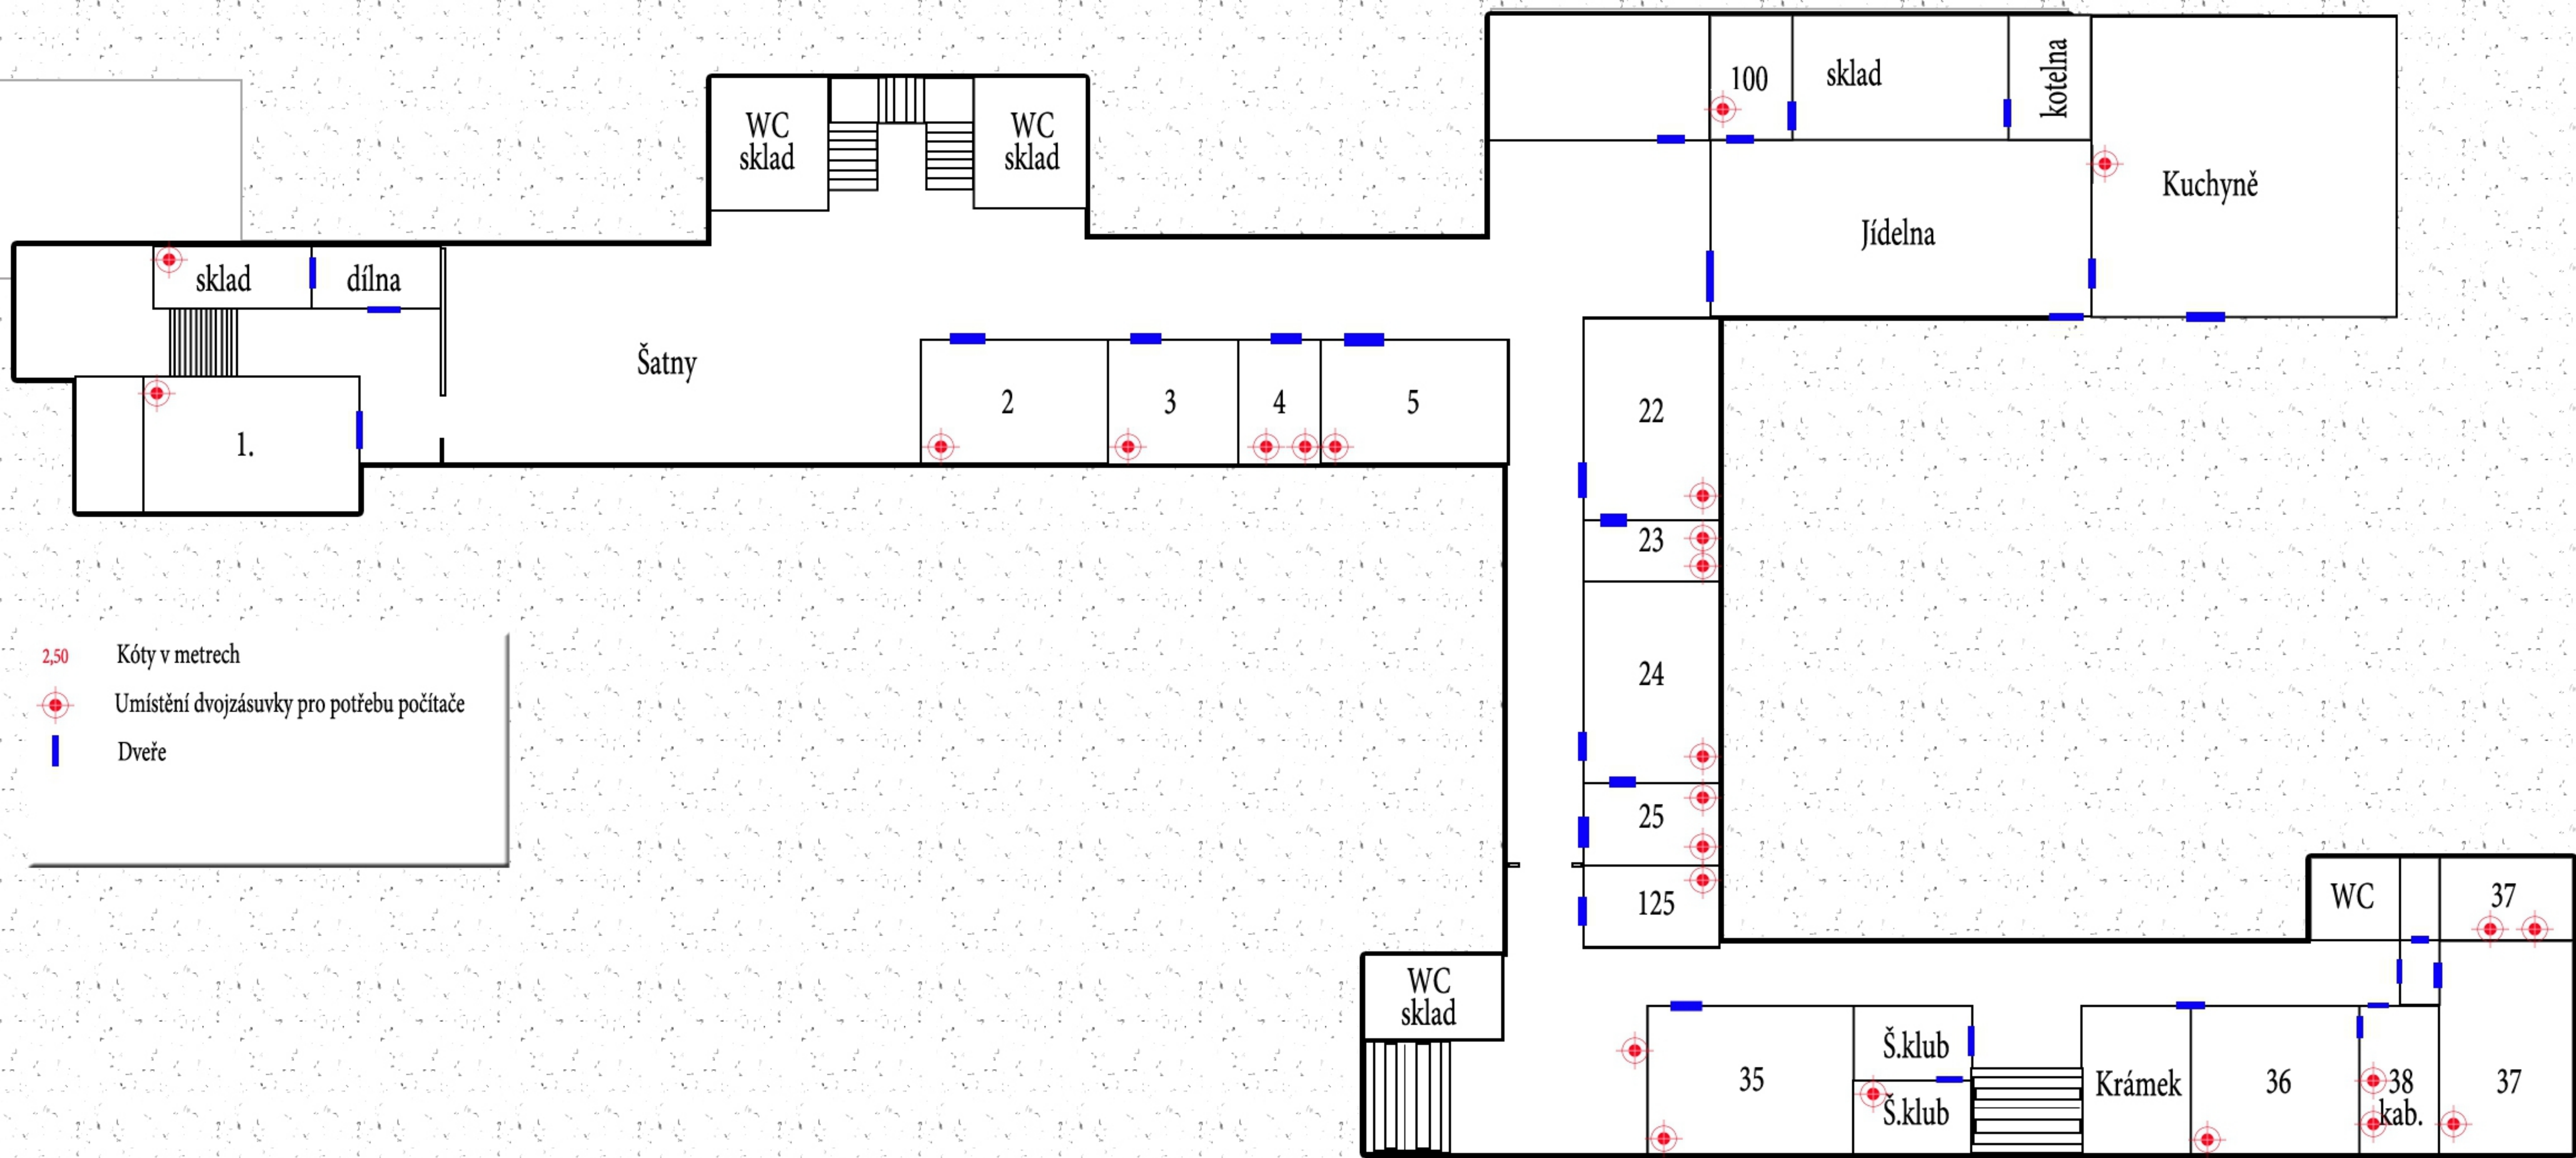 100
sklad
kotelna
WC
sklad
WC
sklad
Kuchyně
Jídelna
sklad
dílna
Šatny
1.
2
3
4
5
22
23
24
25
125
2,50 Kóty v metrech
Umístění dvojzásuvky pro potřebu počítače
Dveře
WC
37
WC
sklad
35
Š.klub
Š.klub
Krámek
36
38
kab.
37